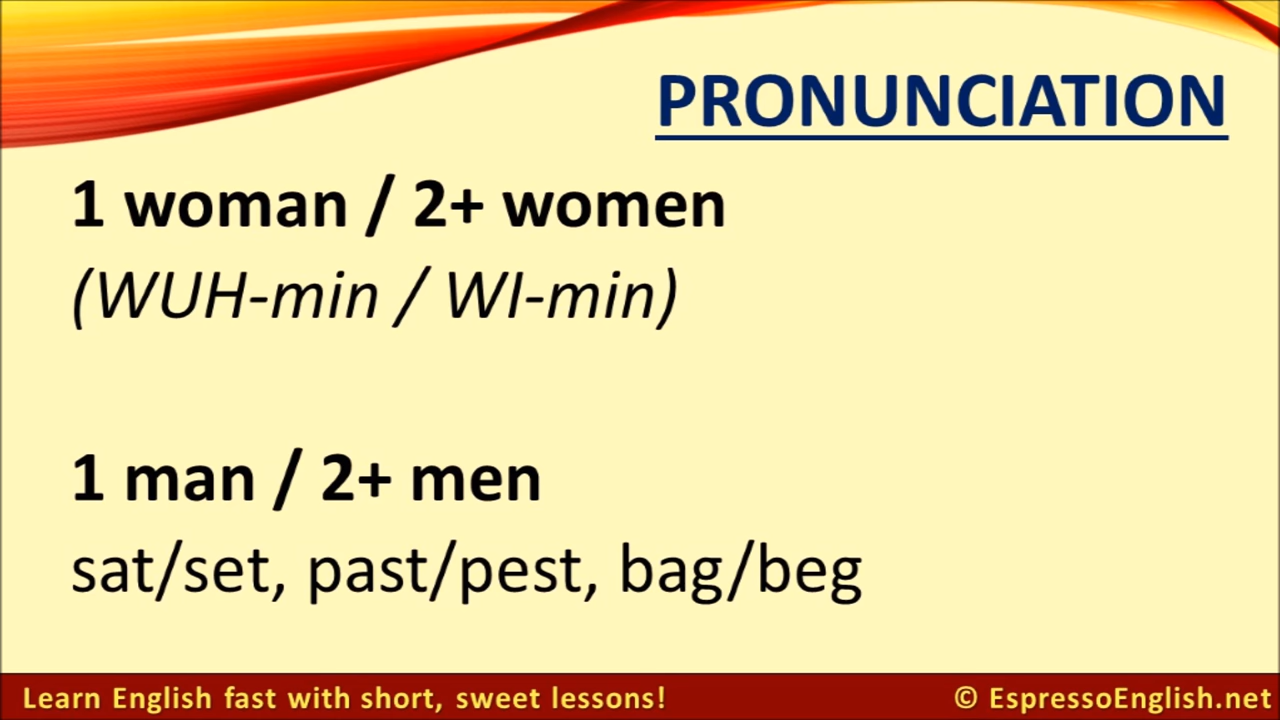 PRONUNCIATION
1 woman / 2+ women
(WUH-min / WI-min)
1 man / 2+ men
sat/set, past/pest, bag/beg
Learn English fast with short, sweet lessons!
© EspressoEnglish.net